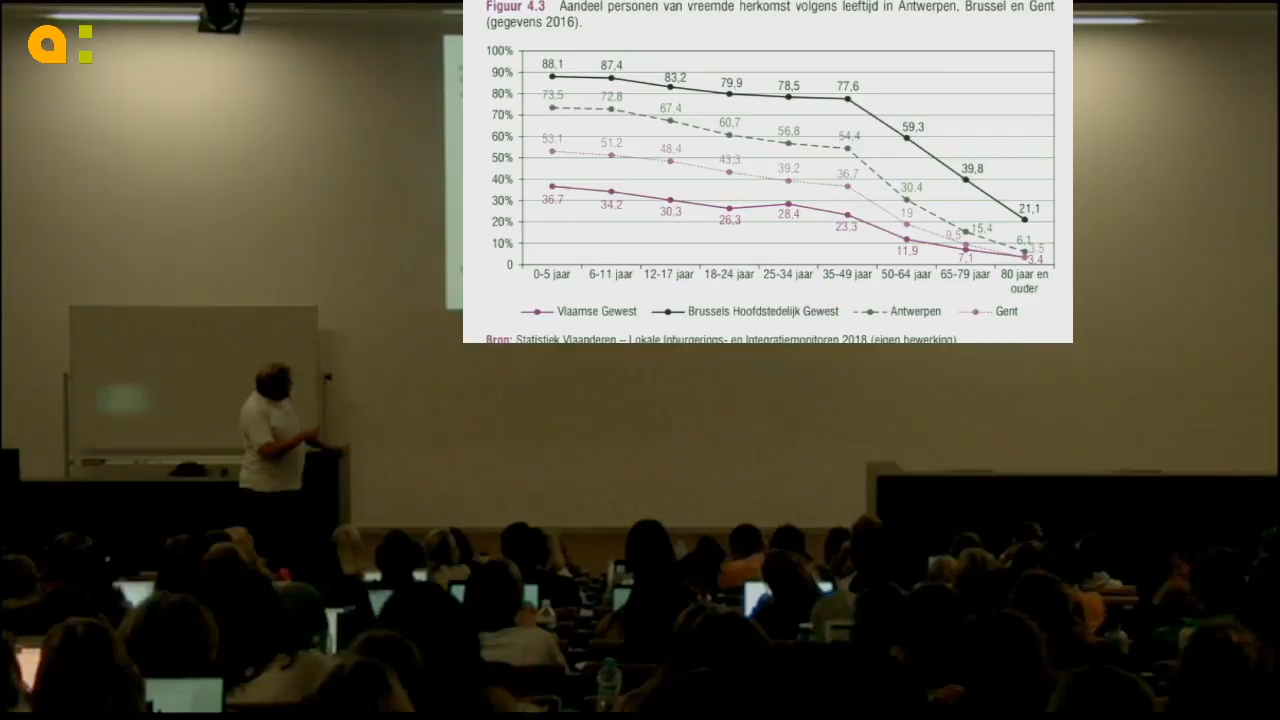 Figuur 4.3 Aandeel personen van vreemde herkomst volgens leeftijd in Antwerpen, Brussel en Gent
(gegevens 2016).
100%
90%
80%
70%
60%
50%
40%
30%
20%
10%
0
88,1 87,4 83,2 79,9 78,5 77,6 59,3 39,8 21,1
73,5 72,8 67,4 60,7 56,8 54,4 30,4 15,4 6,1
53,1 51,2 48,4 43,3 39,2 36,7 19 9,5 3,5
36,7 34,2 30,3 26,3 28,4 23,3 11,9 7,1 3,4
0-5 jaar 6-11 jaar 12-17 jaar 18-24 jaar 25-34 jaar 35-49 jaar 50-64 jaar 65-79 jaar 80 jaar en
ouder
Vlaamse Gewest Brussels Hoofdstedelijk Gewest Antwerpen Gent
Bron: Statistiek Vlaanderen – Lokale Inburgerings- en Integratiemonitoren 2018 (eigen bewerking)